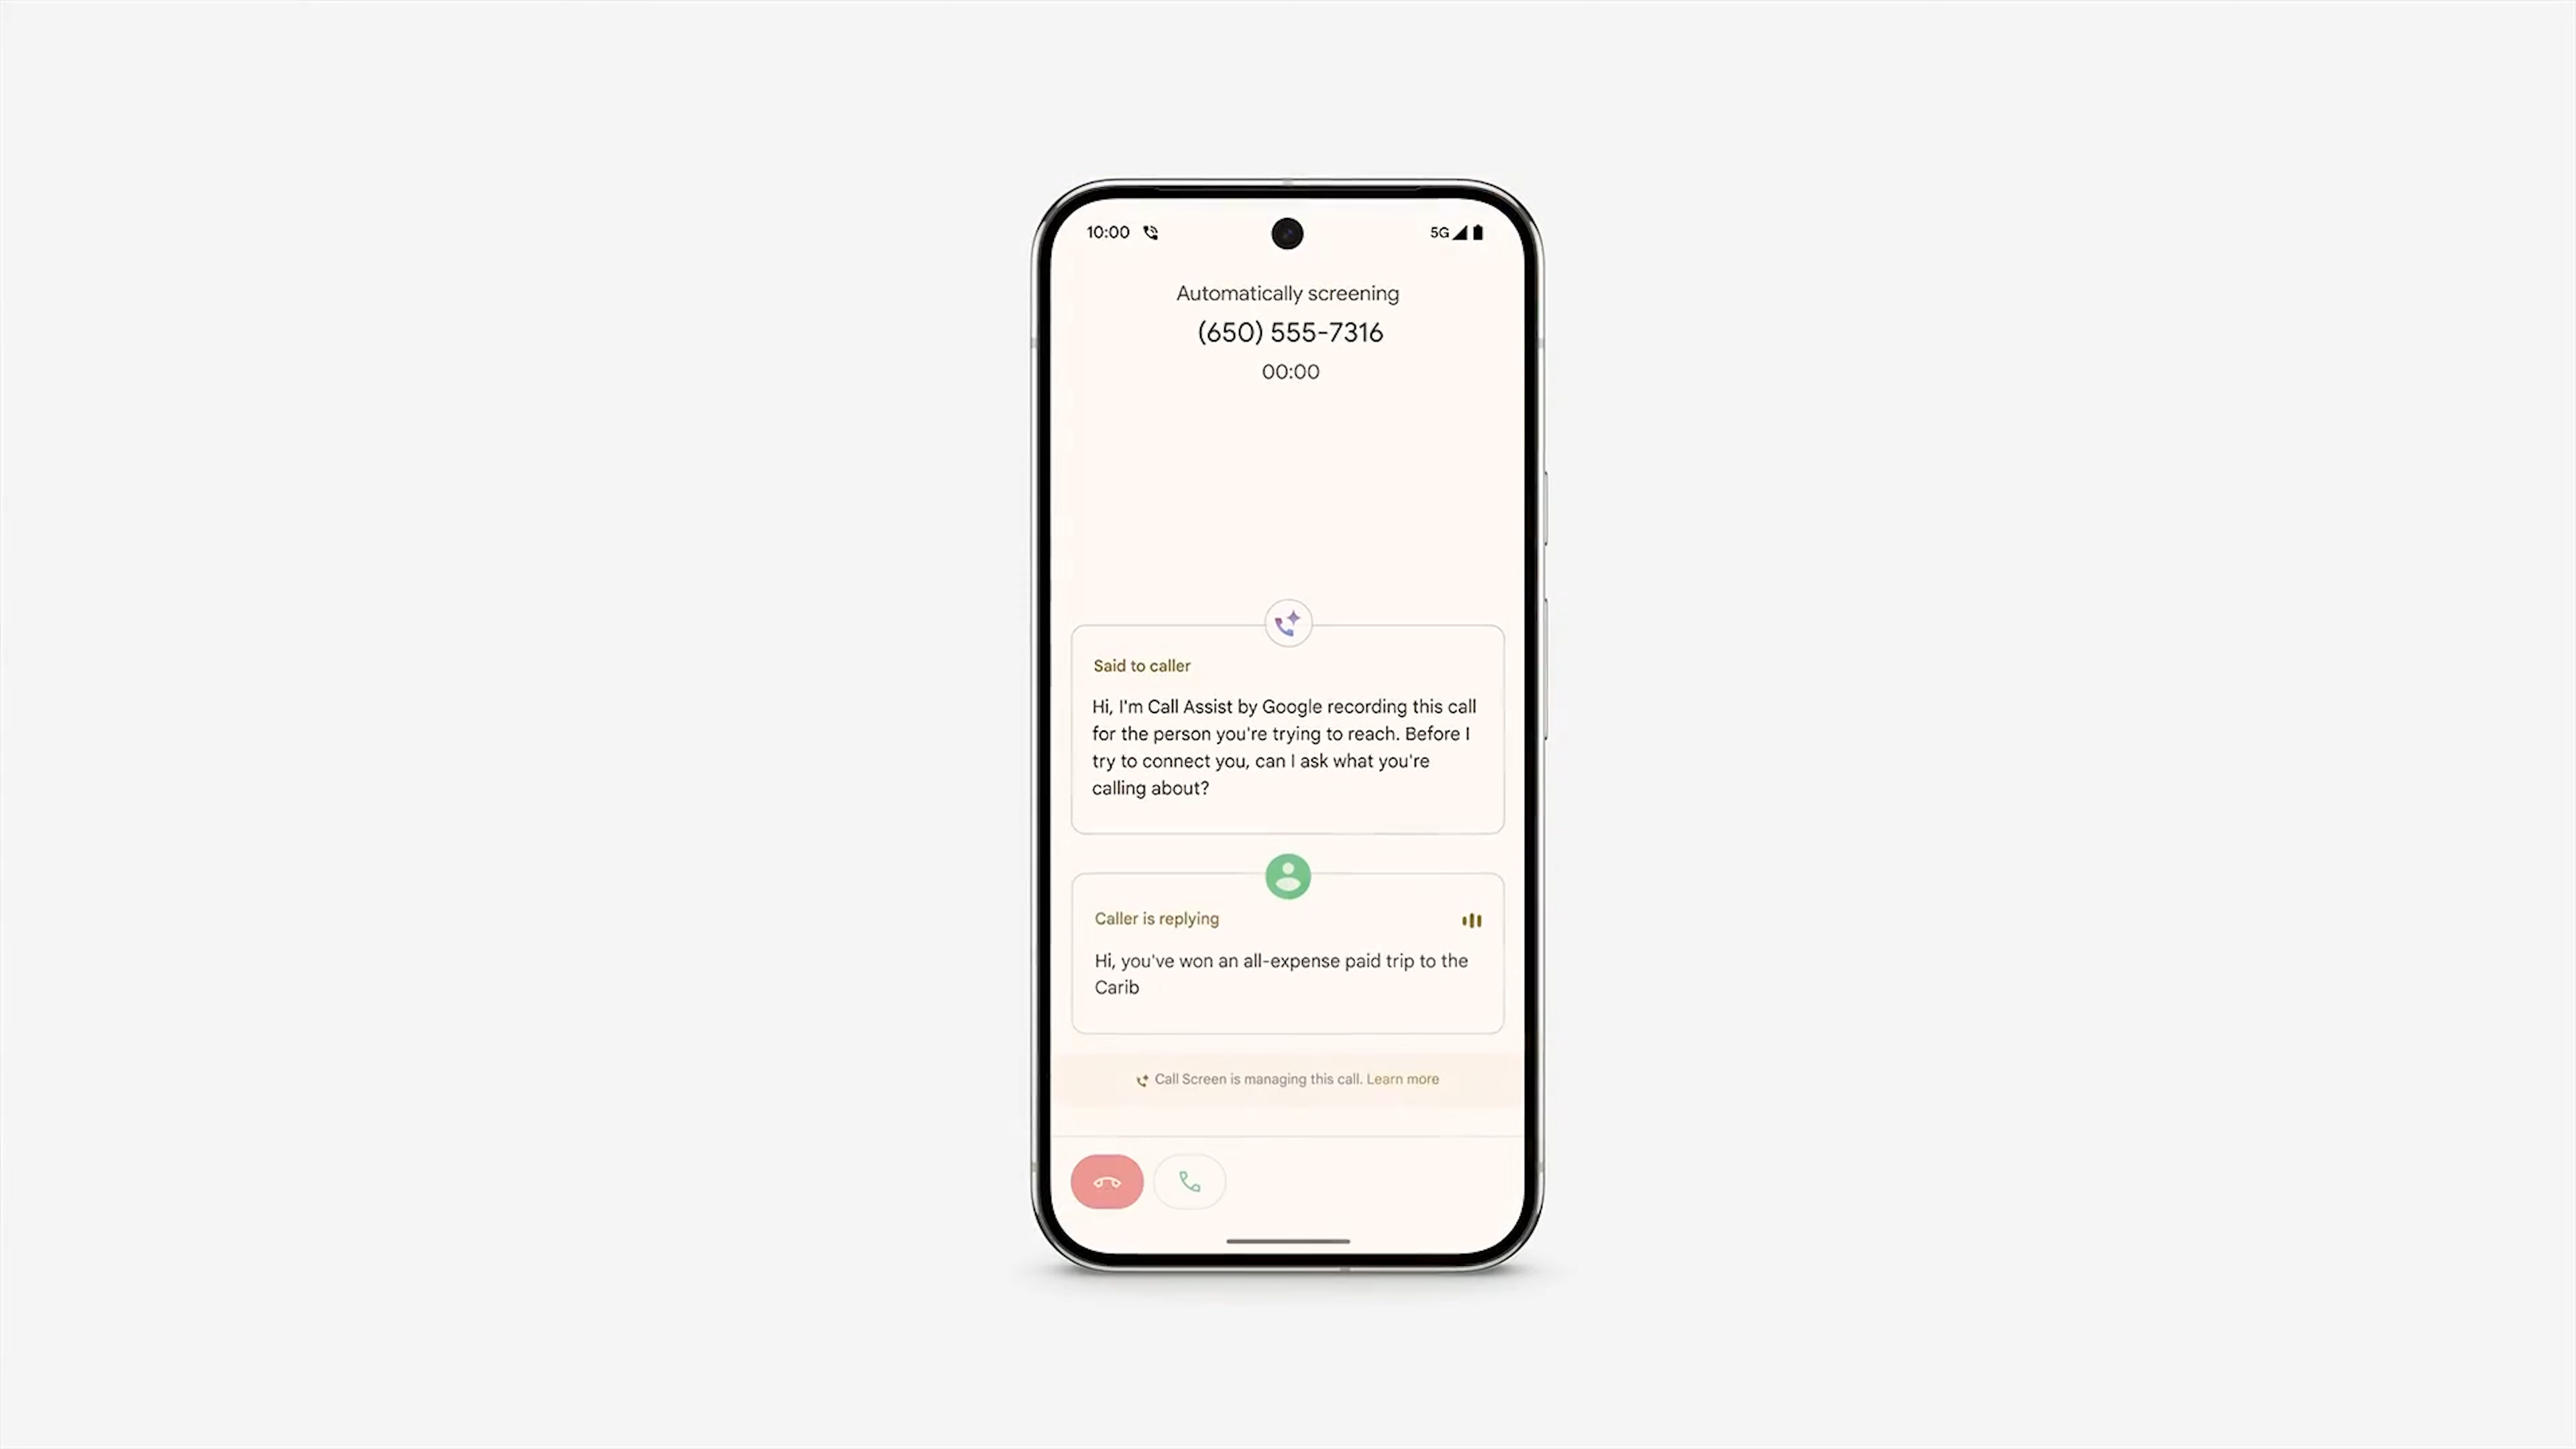 10:00
5G
Automatically screening
(650) 555-7316
00:00
Said to caller
Hi, I'm Call Assist by Google recording this call
for the person you're trying to reach. Before I
try to connect you, can I ask what you're
calling about?
Caller is replying
Hi, you've won an all-expense paid trip to the
Carib
Call Screen is managing this call. Learn more